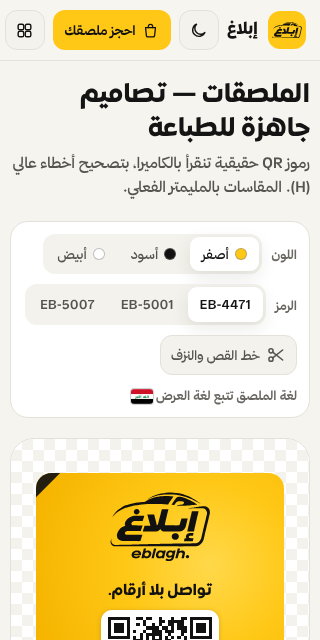 إبلاغ
احجز ملصقك
الملصقات — تصاميم
جاهزة للطباعة
رموز QR حقيقية تنقرأ بالكاميرا، بتصحيح أخطاء عالي
(H). المقاسات بالمليمتر الفعلي.
اللون
أصفر
أسود
أبيض
الرمز
EB-4471
EB-5001
EB-5007
خط القص والنزف
لغة الملصق تتبع لغة العرض
إبلاغ
eblagh.
تواصل بلا أرقام.